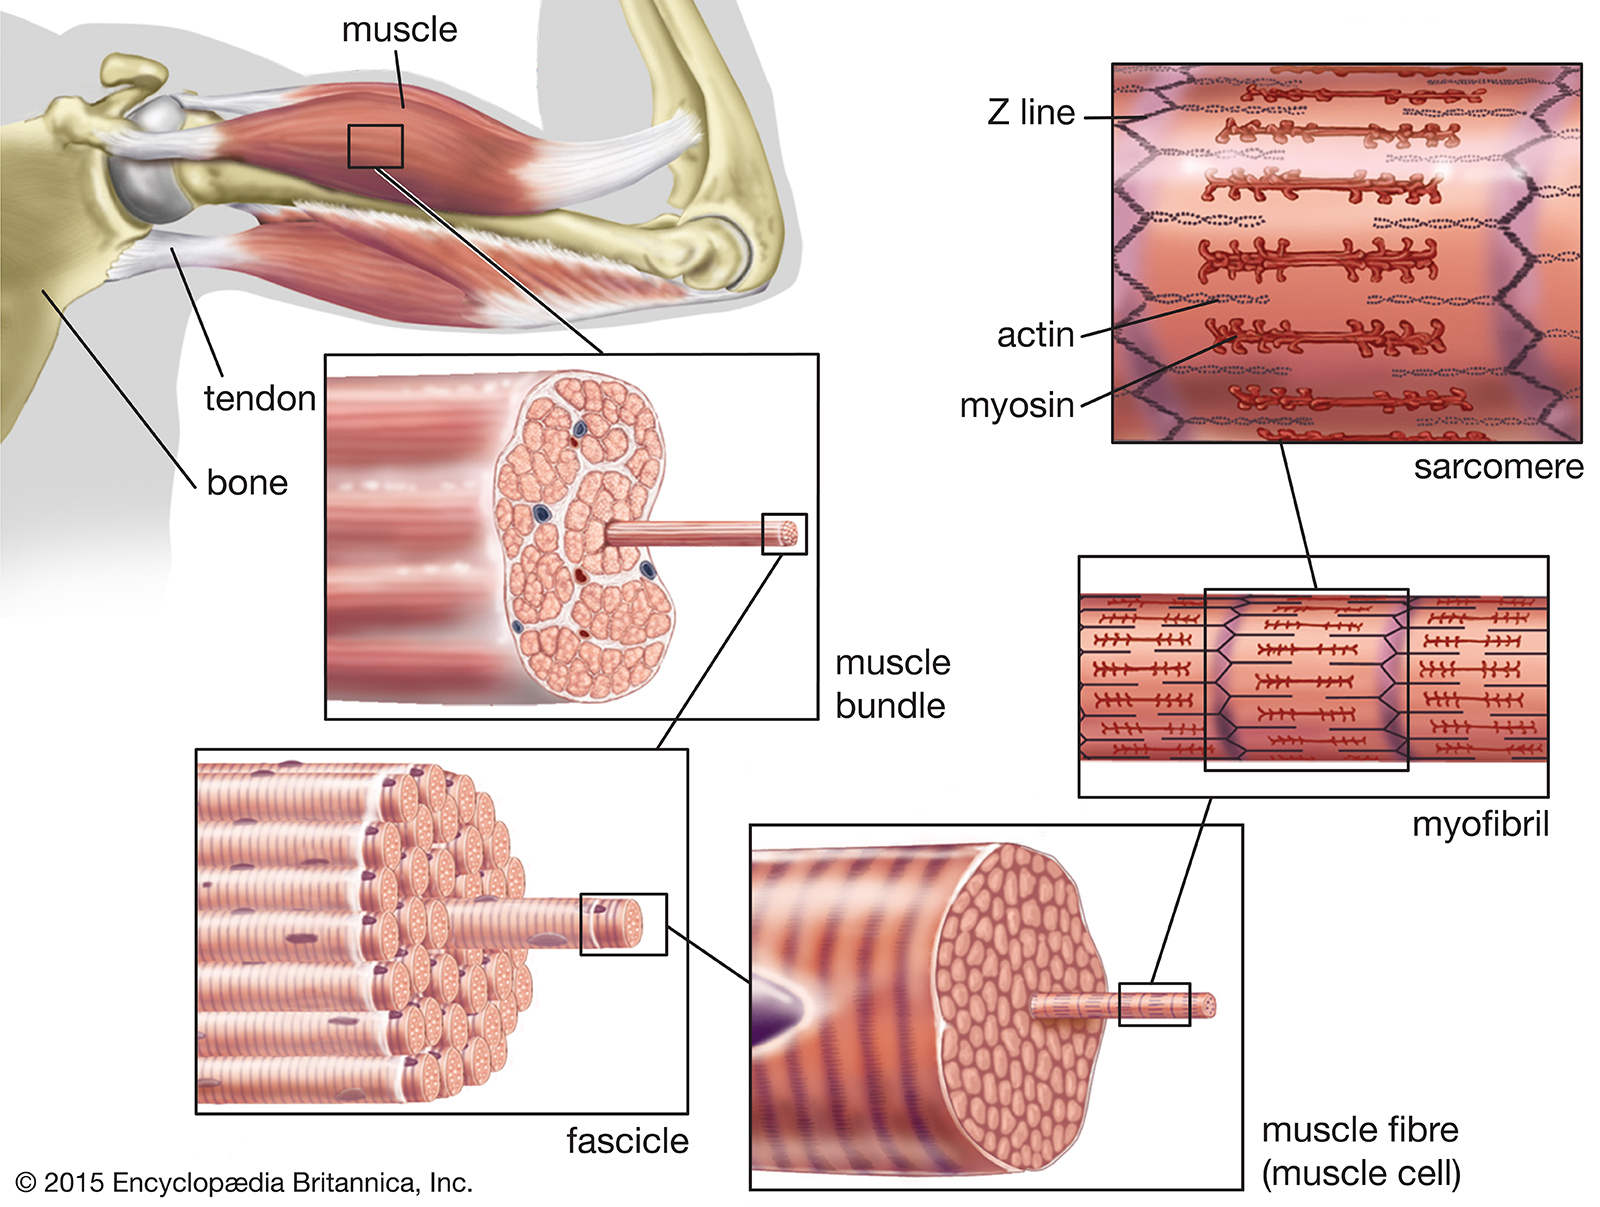 muscle
Z line
actin
myosin
sarcomere
tendon
bone
muscle
bundle
myofibril
fascicle
muscle fibre
(muscle cell)
© 2015 Encyclopædia Britannica, Inc.